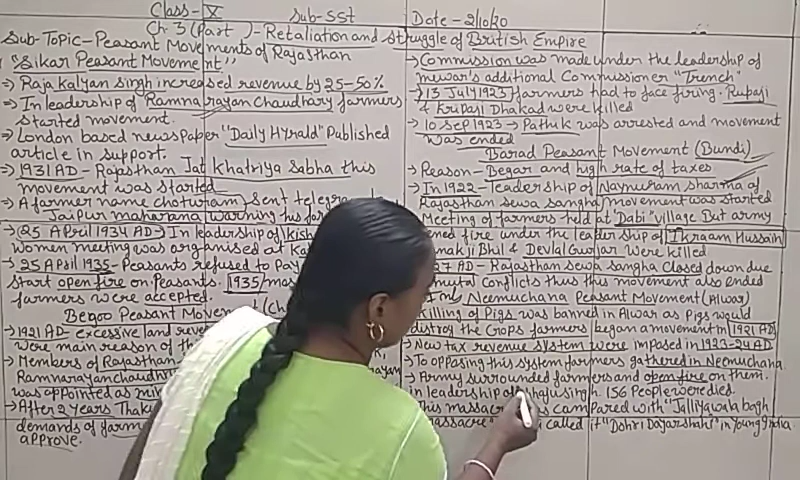 Class-X Sub-SSt Date-2/10/20
Ch.3 (Part )-Retaliation and struggle of British Empire
Sub-Topic-Peasant Movements of Rajasthan
"Sikar Peasant Movement"
→ Raja Kalyan singh increased revenue by 25-50%
→ In leadership of Ramnarayan Chaudhary farmers
started movement.
→ London based newspaper "Daily Hyrald" Published
article in support.
→ 1931 AD- Rajasthan Jat Khatriya Sabha this
movement was started
→ A farmer name choturam sent
Jaipur maharana warning his
→ (25 April 1934 AD→ In leadership of
Women meeting was organised at
→ 25 April 1935- Peasants refused to Pay
start open fire on Peasants. 1935
farmers were accepted.
Begoo Peasant Movement
→ 1921 AD- excessive land
were main reason of
→ Members of Rajasthan
Ramnarayan
was appointed as
→ After 2 years
demands of
approve.
→ Commission was made under the leadership of
mewar's additional Commissioner "Trench"
→ 13 July 1923 farmers had to face firing. Rupaji
& Kripaji Dhakad were killed
→ 10 Sep 1923→ Pathik was arrested and movement
was ended
Barad Peasant Movement (Bundi)
→ Reason- Begar and high rate of taxes
→ In 1922- leadership of Naynuram sharma of
Rajasthan sewa sangha movement was started
Meeting of farmers held at "Dabi" village But army
fire under the leadership of Ikraam Hussain
Bhil & Devlal Gurjar were killed
AD- Rajasthan sewa sangha closed down due
conflicts thus this movement also ended
Neemuchana Peasant Movement (Alwar)
killing of Pigs was banned in Alwar as Pigs would
distroy the Crops farmers began a movement in 1921 AD
→ New tax revenue system were imposed in 1923-24 AD
→ To opposing this system farmers gathered in Neemuchana.
→ Army surrounded farmers and open fire on them.
in leadership of singh. 156 People were died.
compared with "Jalliyawala bagh
called it "Dohri Dayarshahi" in Young India